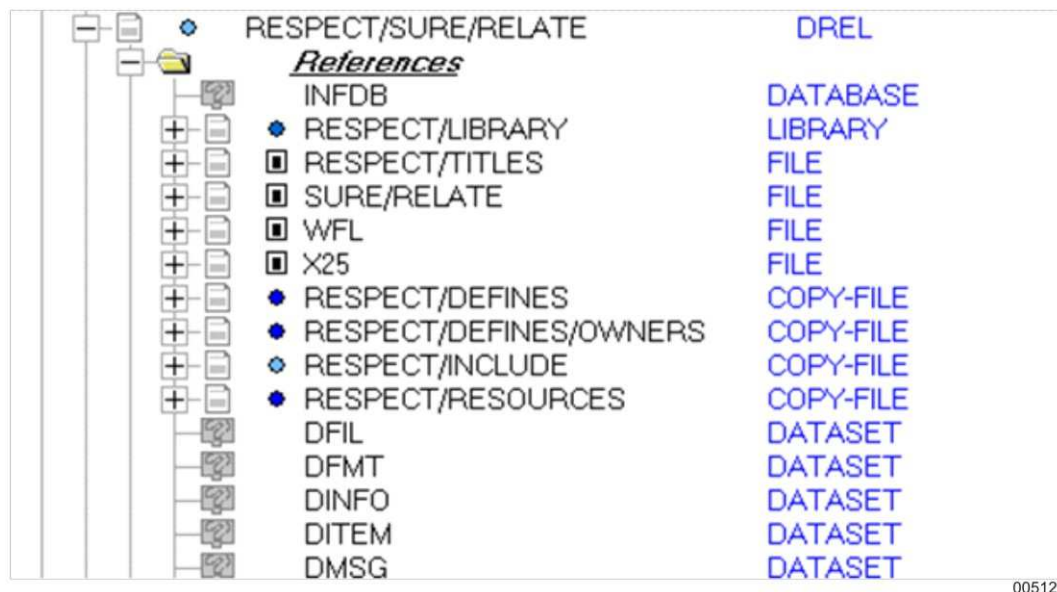 RESPECT/SURE/RELATE DREL
References
INFDB DATABASE
RESPECT/LIBRARY LIBRARY
RESPECT/TITLES FILE
SURE/RELATE FILE
WFL FILE
X25 FILE
RESPECT/DEFINES COPY-FILE
RESPECT/DEFINES/OWNERS COPY-FILE
RESPECT/INCLUDE COPY-FILE
RESPECT/RESOURCES COPY-FILE
DFIL DATASET
DFMT DATASET
DINFO DATASET
DITEM DATASET
DMSG DATASET
00512